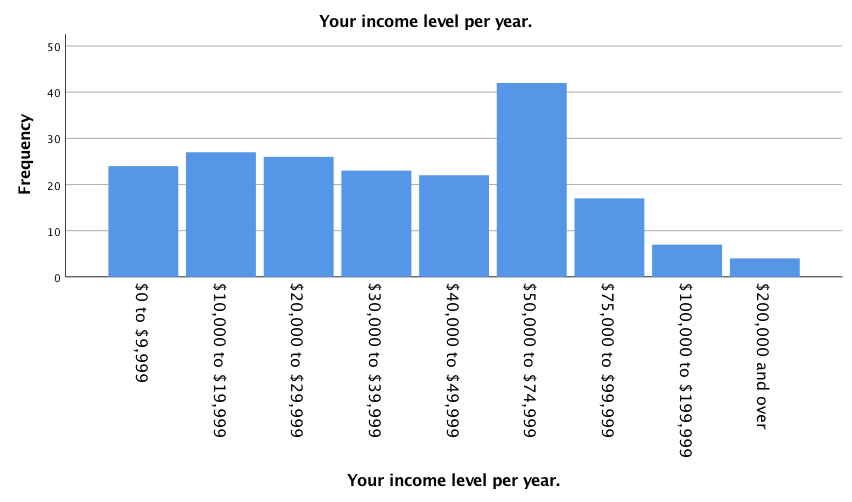 Your income level per year.
Frequency
50
40
30
20
10
0
$0 to $9,999
$10,000 to $19,999
$20,000 to $29,999
$30,000 to $39,999
$40,000 to $49,999
$50,000 to $74,999
$75,000 to $99,999
$100,000 to $199,999
$200,000 and over
Your income level per year.